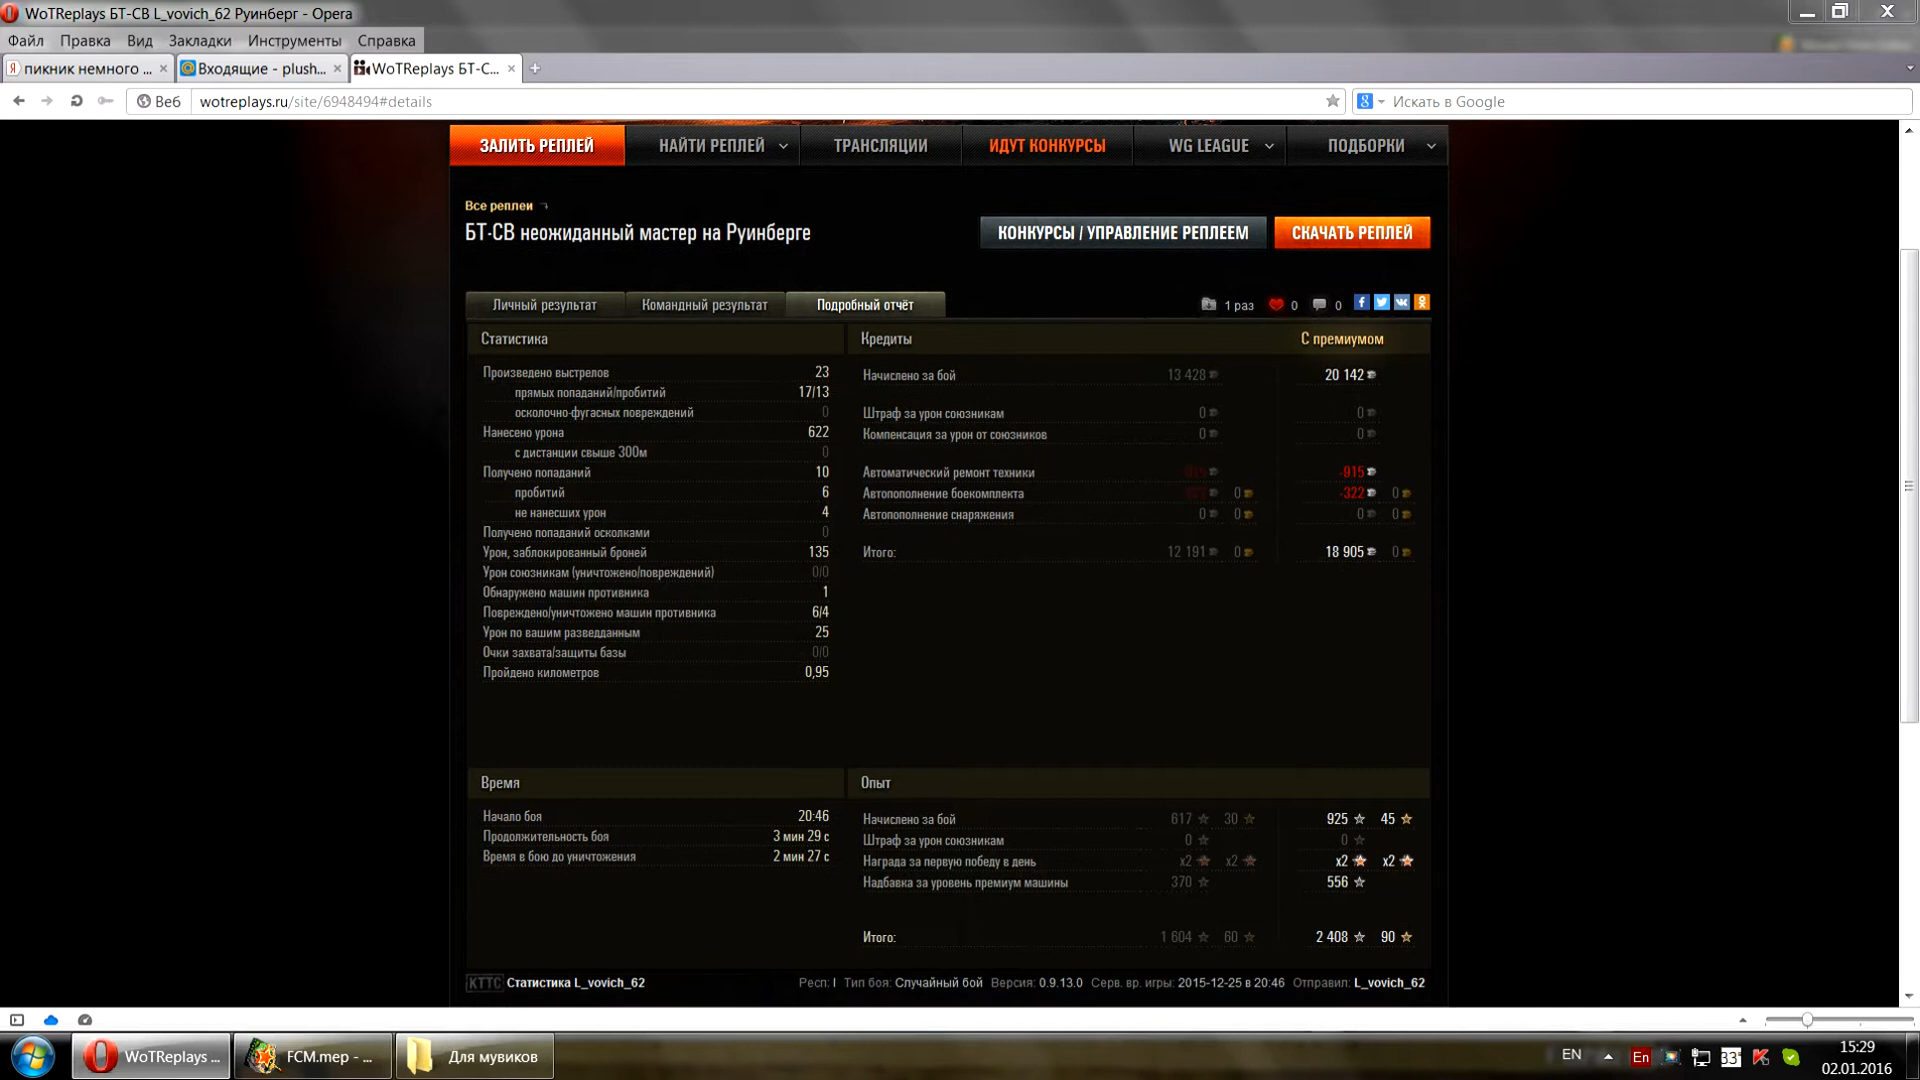 WoTReplays БТ-СВ L_vovich_62 Руинберг - Opera
Файл Правка Вид Закладки Инструменты Справка
пикник немного ... Входящие - plush... WoTReplays БТ-С...
Веб wotreplays.ru/site/6948494#details Искать в Google
ЗАЛИТЬ РЕПЛЕЙ НАЙТИ РЕПЛЕЙ ТРАНСЛЯЦИИ ИДУТ КОНКУРСЫ WG LEAGUE ПОДБОРКИ
Все реплеи
БТ-СВ неожиданный мастер на Руинберге
КОНКУРСЫ / УПРАВЛЕНИЕ РЕПЛЕЕМ СКАЧАТЬ РЕПЛЕЙ
Личный результат Командный результат Подробный отчёт 1 раз 0 0
Статистика
Произведено выстрелов 23
прямых попаданий/пробитий 17/13
осколочно-фугасных повреждений 0
Нанесено урона 622
с дистанции свыше 300м 0
Получено попаданий 10
пробитий 6
не нанесших урон 4
Получено попаданий осколками 0
Урон, заблокированный броней 135
Урон союзникам (уничтожено/повреждений) 0/0
Обнаружено машин противника 1
Повреждено/уничтожено машин противника 6/4
Урон по вашим разведданным 25
Очки захвата/защиты базы 0/0
Пройдено километров 0,95
Кредиты С премиумом
Начислено за бой 13 428 20 142
Штраф за урон союзникам 0 0
Компенсация за урон от союзников 0 0
Автоматический ремонт техники -915
Автопополнение боекомплекта 0 -322 0
Автопополнение снаряжения 0 0 0 0
Итого: 12 191 0 18 905 0
Время
Начало боя 20:46
Продолжительность боя 3 мин 29 с
Время в бою до уничтожения 2 мин 27 с
Опыт
Начислено за бой 617 30 925 45
Штраф за урон союзникам 0 0
Награда за первую победу в день x2 x2 x2 x2
Надбавка за уровень премиум машины 370 556
Итого: 1 604 60 2 408 90
КТТС Статистика L_vovich_62 Респ: I Тип боя: Случайный бой Версия: 0.9.13.0 Серв. вр. игры: 2015-12-25 в 20:46 Отправил: L_vovich_62
WoTReplays ... FCM.mep - ... Для мувиков EN En 33° 15:29
02.01.2016